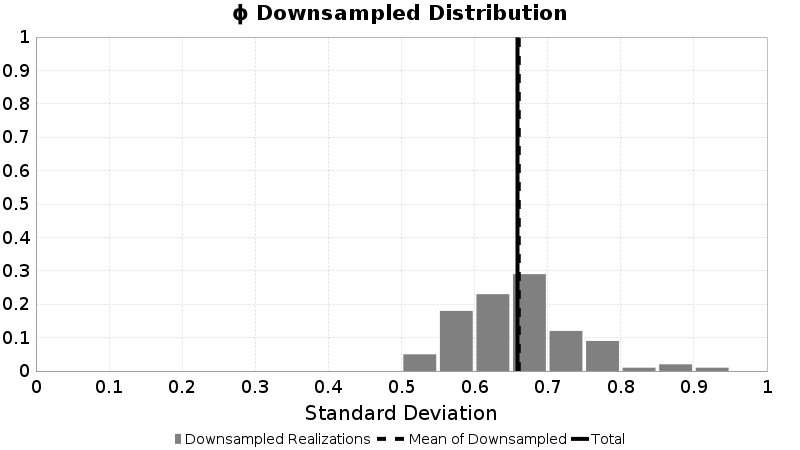 ϕ Downsampled Distribution
1
0.9
0.8
0.7
0.6
0.5
0.4
0.3
0.2
0.1
0
0 0.1 0.2 0.3 0.4 0.5 0.6 0.7 0.8 0.9 1
Standard Deviation
Downsampled Realizations Mean of Downsampled Total